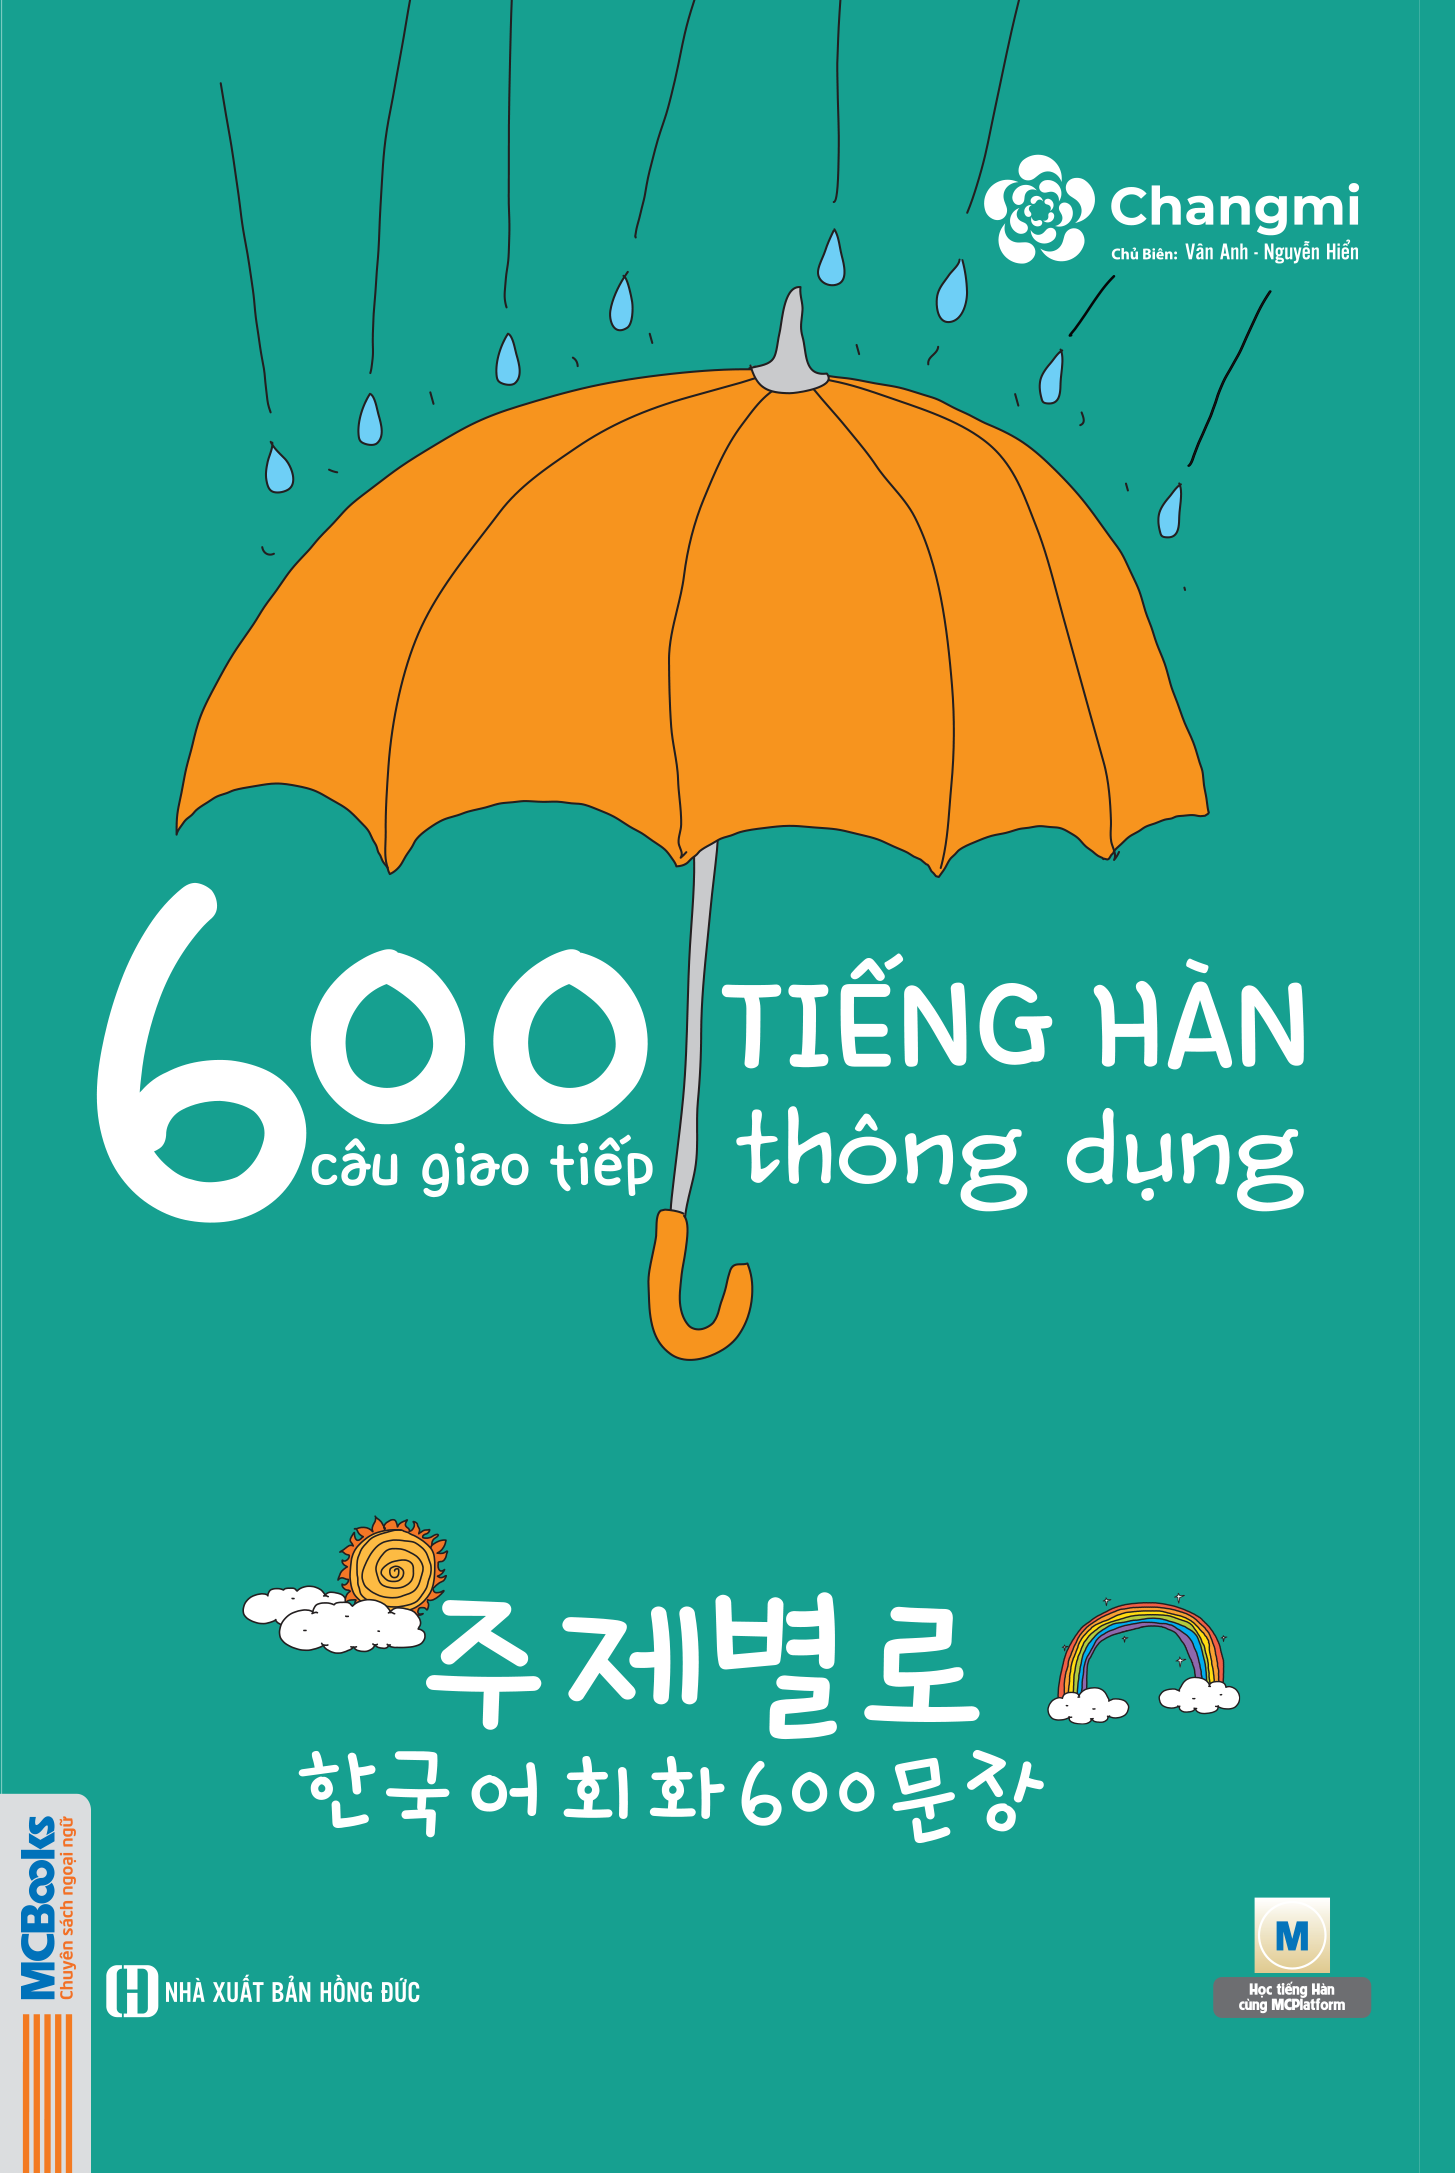 Changmi
Chủ Biên: Vân Anh - Nguyễn Hiển
600
câu giao tiếp
TIẾNG HÀN
thông dụng
주제별로
한국어 회화 600 문장
MCBooks
Chuyên sách ngoại ngữ
NHÀ XUẤT BẢN HỒNG ĐỨC
M
Học tiếng Hàn
cùng MCPlatform